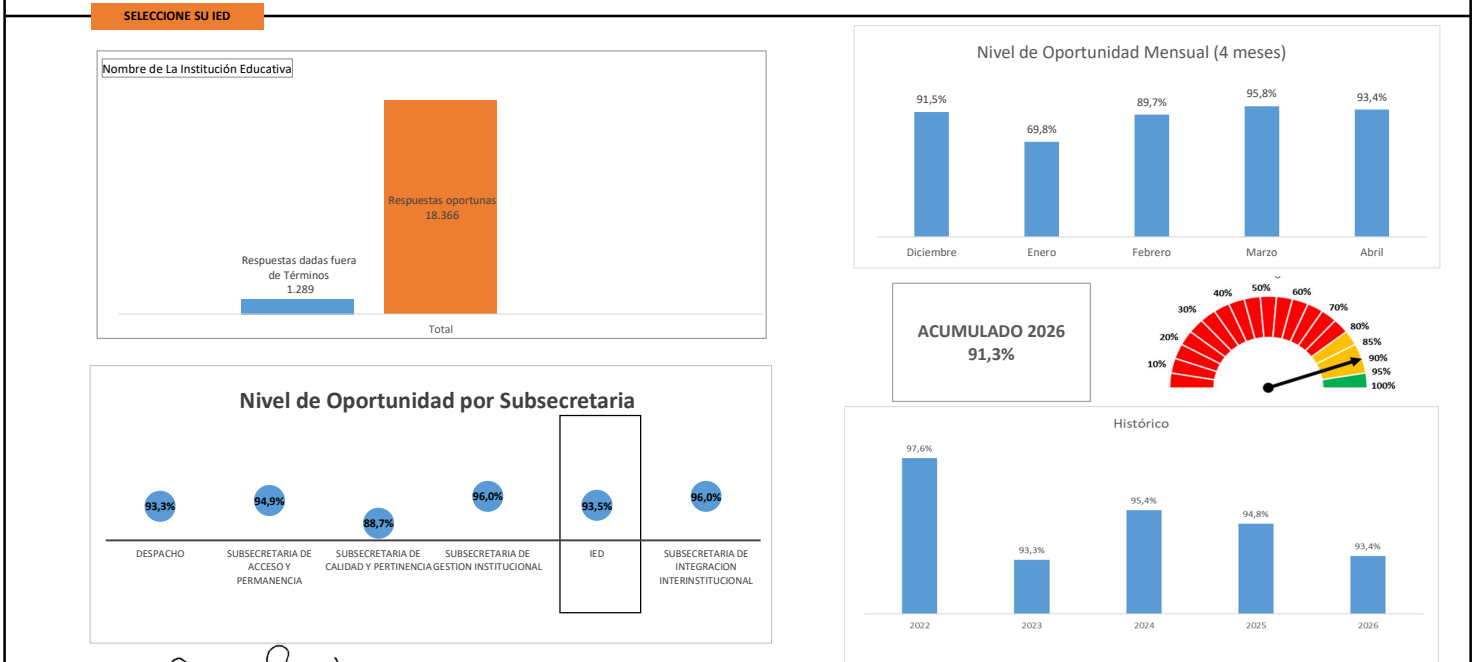 SELECCIONE SU IED
Nombre de La Institución Educativa
Respuestas oportunas
18.366
Respuestas dadas fuera
de Términos
1.289
Total
Nivel de Oportunidad Mensual (4 meses)
91,5%
69,8%
89,7%
95,8%
93,4%
Diciembre
Enero
Febrero
Marzo
Abril
ACUMULADO 2026
91,3%
10%
20%
30%
40%
50%
60%
70%
80%
85%
90%
95%
100%
Nivel de Oportunidad por Subsecretaria
93,3%
94,9%
88,7%
96,0%
93,5%
96,0%
DESPACHO
SUBSECRETARIA DE
ACCESO Y
PERMANENCIA
SUBSECRETARIA DE
CALIDAD Y PERTINENCIA
SUBSECRETARIA DE
GESTION INSTITUCIONAL
IED
SUBSECRETARIA DE
INTEGRACION
INTERINSTITUCIONAL
Histórico
97,6%
93,3%
95,4%
94,8%
93,4%
2022
2023
2024
2025
2026